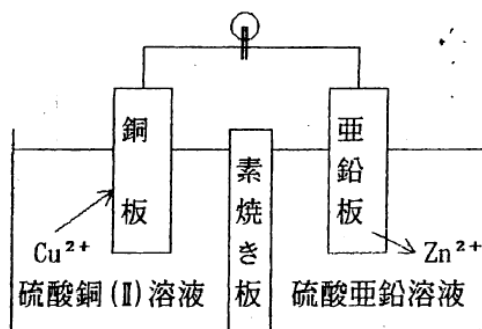 銅板
亜鉛板
素焼き板
Cu²⁺
Zn²⁺
硫酸銅(Ⅱ)溶液
硫酸亜鉛溶液